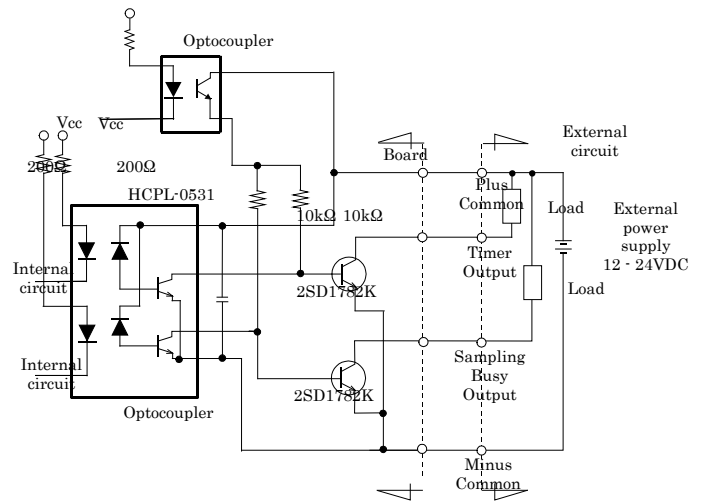 Optocoupler
Vcc
Vcc
External
circuit
Board
200Ω
200Ω
HCPL-0531
Plus
Common
10kΩ
10kΩ
Load
External
power
supply
12 - 24VDC
Timer
Output
Internal
circuit
2SD1782K
Load
Sampling
Busy
Output
Internal
circuit
2SD1782K
Optocoupler
Minus
Common